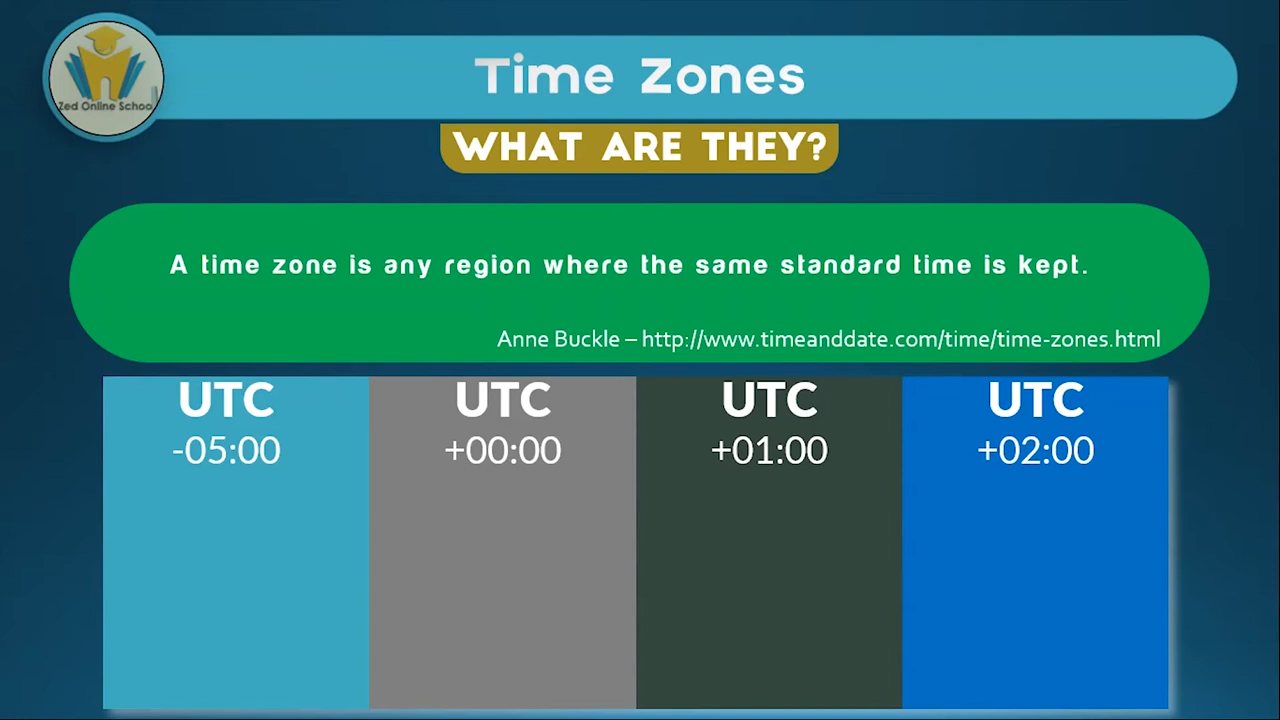 Zed Online School
Time Zones
WHAT ARE THEY?
A time zone is any region where the same standard time is kept.
Anne Buckle – http://www.timeanddate.com/time/time-zones.html
UTC
-05:00
UTC
+00:00
UTC
+01:00
UTC
+02:00